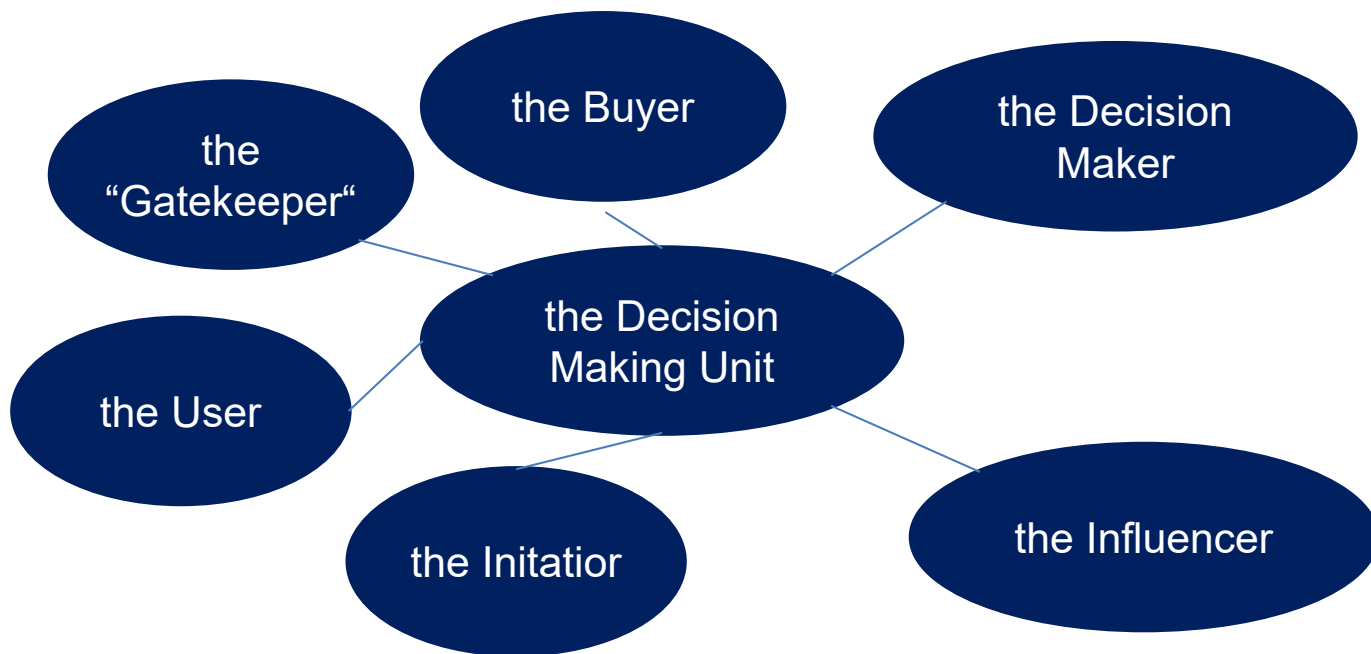 the Buyer
the Decision
Maker
the
“Gatekeeper“
the Decision
Making Unit
the User
the Influencer
the Initatior